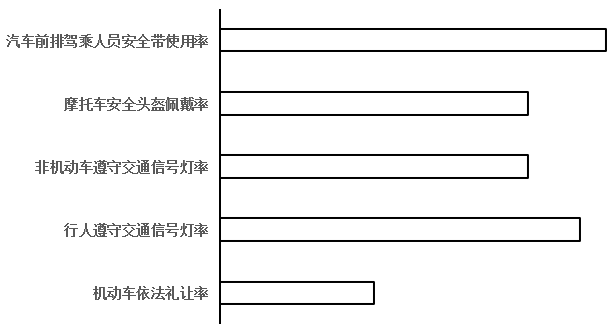 汽车前排驾乘人员安全带使用率
摩托车安全头盔佩戴率
非机动车遵守交通信号灯率
行人遵守交通信号灯率
机动车依法礼让率